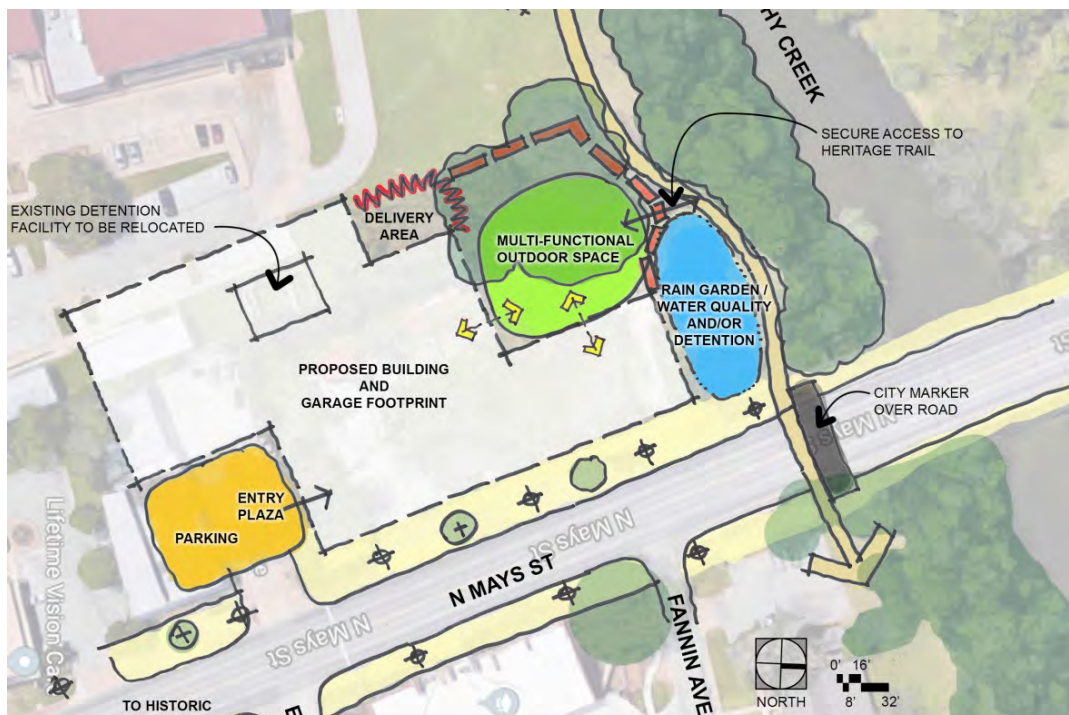 HY CREEK
SECURE ACCESS TO
HERITAGE TRAIL
EXISTING DETENTION
FACILITY TO BE RELOCATED
DELIVERY
AREA
MULTI-FUNCTIONAL
OUTDOOR SPACE
RAIN GARDEN /
WATER QUALITY
AND/OR
DETENTION
PROPOSED BUILDING
AND
GARAGE FOOTPRINT
CITY MARKER
OVER ROAD
N Mays St
ENTRY
PLAZA
PARKING
Lifetime Vision Ca
N Mays St
N MAYS ST
N Mays St
FANNIN AVE
E
TO HISTORIC
NORTH
0' 16'
8' 32'